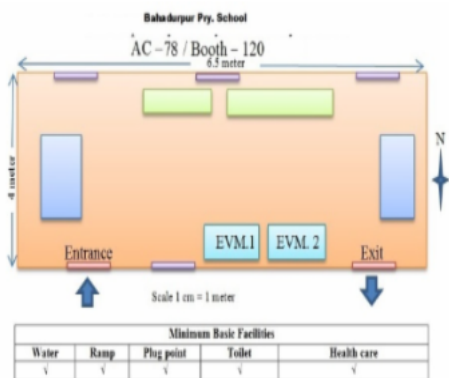 Bahadurpur Pry. School
AC – 78 / Booth – 120
6.5 meter
4 meter
N
EVM.1 EVM. 2
Entrance Exit
Scale 1 cm = 1 meter
Minimum Basic Facilities
Water Ramp Plug point Toilet Health care
√ √ √ √ √